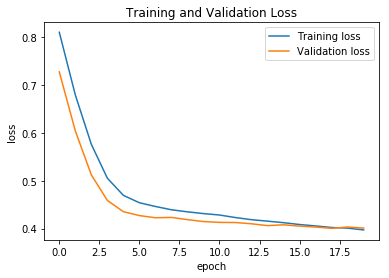 Training and Validation Loss
Training loss
Validation loss
0.8
0.7
0.6
0.5
0.4
loss
0.0 2.5 5.0 7.5 10.0 12.5 15.0 17.5
epoch